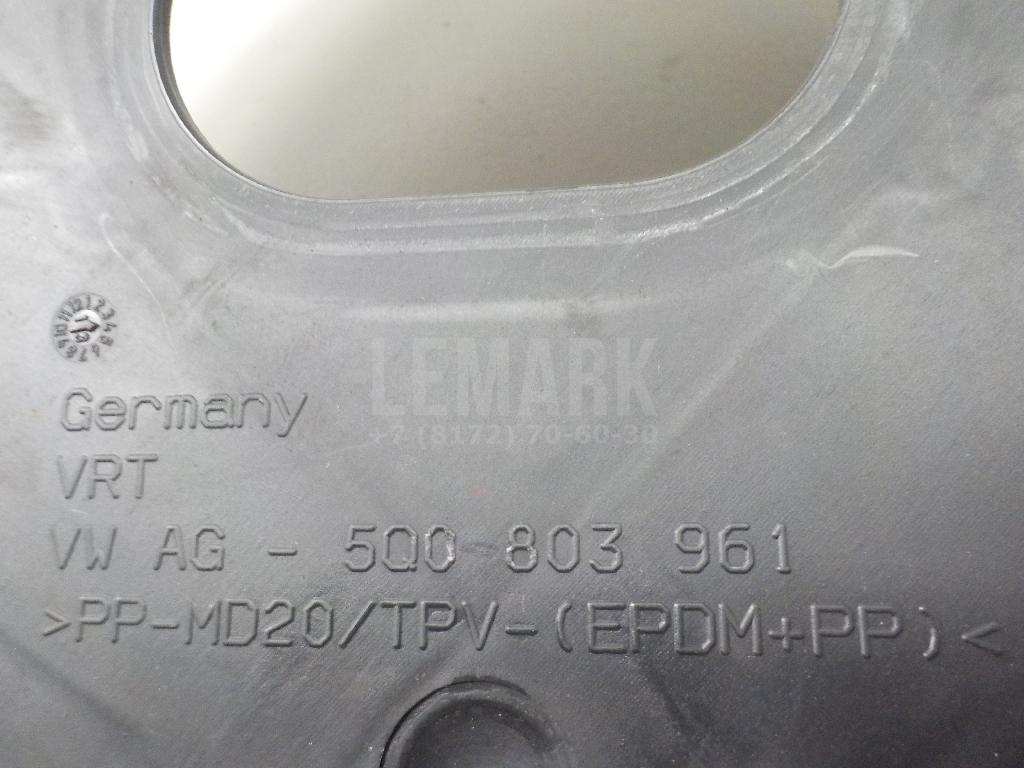 LEMARK
+7 (8172) 70-60-30
Germany
VRT
VW AG - 5Q0 803 961
>PP-MD20/TPV-(EPDM+PP)<